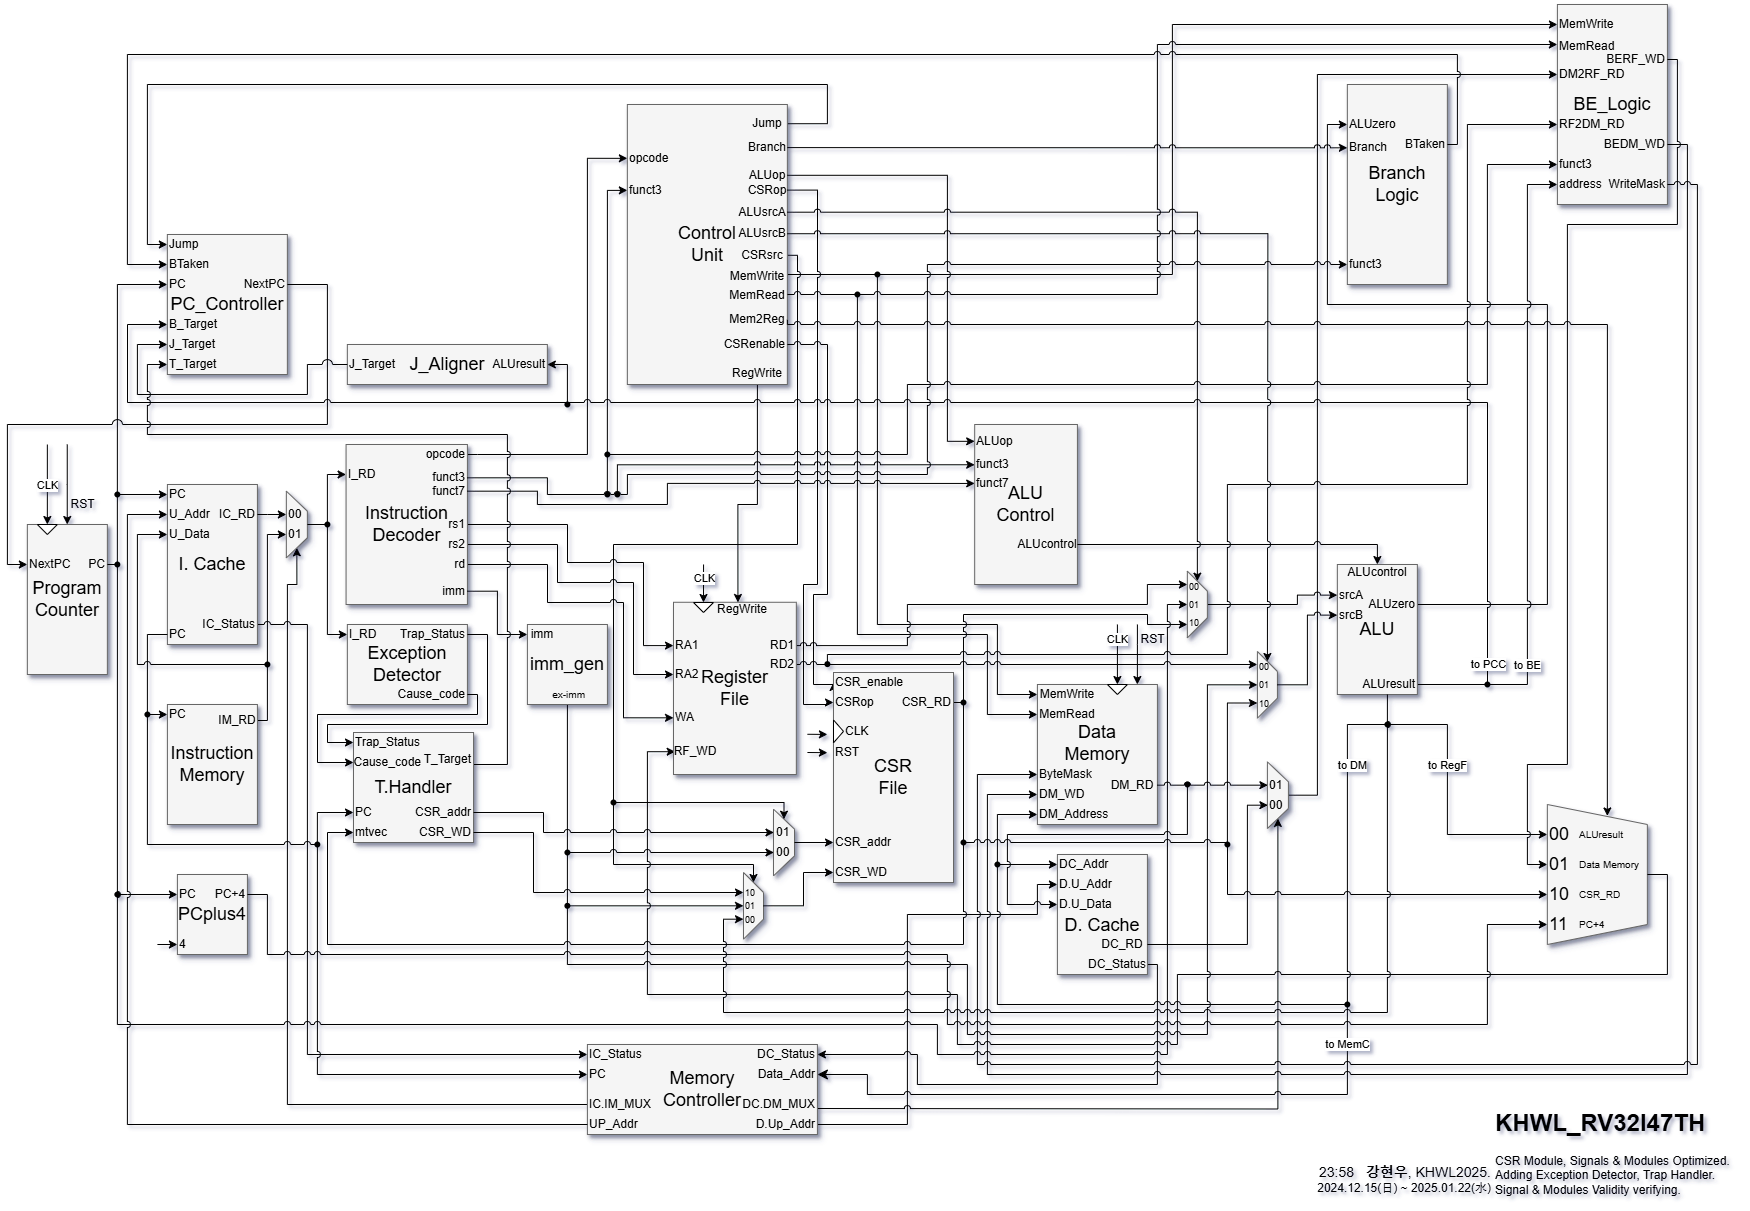 MemWrite
MemRead
BERF_WD
DM2RF_RD
BE_Logic
RF2DM_RD
BEDM_WD
funct3
address WriteMask
ALUzero
BTaken
Branch
Branch
Logic
funct3
Jump
Branch
opcode
ALUop
CSRop
funct3
ALUsrcA
ALUsrcB
Control
Unit
CSRsrc
MemWrite
MemRead
Mem2Reg
CSRenable
RegWrite
Jump
BTaken
PC NextPC
PC_Controller
B_Target
J_Target
T_Target
J_Target J_Aligner ALUresult
CLK
RST
NextPC PC
Program
Counter
PC
U_Addr IC_RD
U_Data
I. Cache
IC_Status
PC
00
01
opcode
I_RD
funct3
funct7
Instruction
Decoder
rs1
rs2
rd
imm
I_RD Trap_Status
Exception
Detector
Cause_code
imm
imm_gen
ex-imm
PC IM_RD
Instruction
Memory
Trap_Status
Cause_code T_Target
T.Handler
PC CSR_addr
mtvec CSR_WD
PC PC+4
PCplus4
4
CLK
RegWrite
RA1 RD1
RD2
RA2 Register
File
WA
RF_WD
ALUop
funct3
funct7
ALU
Control
ALUcontrol
00
01
10
00
01
10
ALUcontrol
srcA
ALUzero
srcB
ALU
ALUresult
to PCC
to BE
CSR_enable
CSRop CSR_RD
CLK
RST
CSR
File
CSR_addr
CSR_WD
01
00
10
01
00
CLK
RST
MemWrite
MemRead
Data
Memory
ByteMask
DM_RD
DM_WD
DM_Address
01
00
to DM
to RegF
DC_Addr
D.U_Addr
D.U_Data
D. Cache
DC_RD
DC_Status
00 ALUresult
01 Data Memory
10 CSR_RD
11 PC+4
to MemC
IC_Status DC_Status
PC Data_Addr
Memory
Controller
IC.IM_MUX DC.DM_MUX
UP_Addr D.Up_Addr
KHWL_RV32I47TH
CSR Module, Signals & Modules Optimized.
23:58 강현우, KHWL2025. Adding Exception Detector, Trap Handler.
2024.12.15(日) ~ 2025.01.22(水) Signal & Modules Validity verifying.